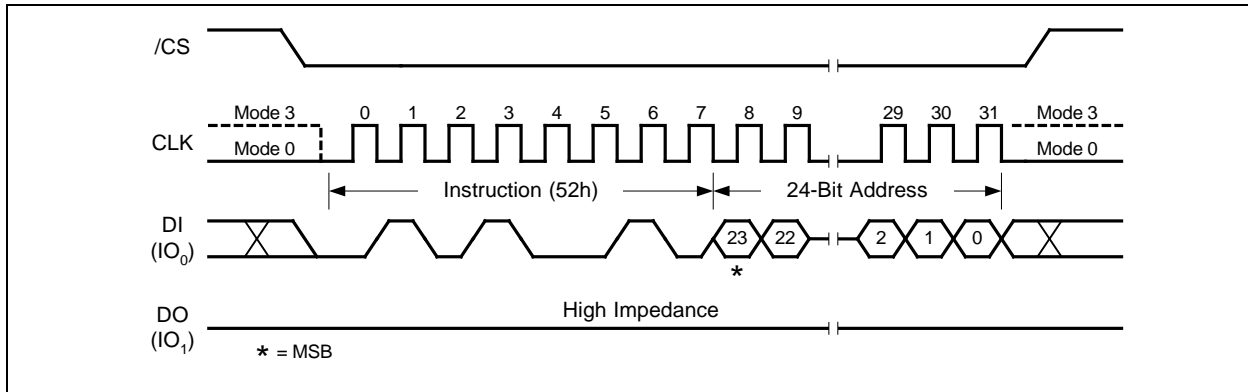 /CS
Mode 3 0 1 2 3 4 5 6 7 8 9 29 30 31 Mode 3
CLK
Mode 0 Mode 0
Instruction (52h) 24-Bit Address
DI
(IO0)
23 22 2 1 0
*
High Impedance
DO
(IO1)
* = MSB